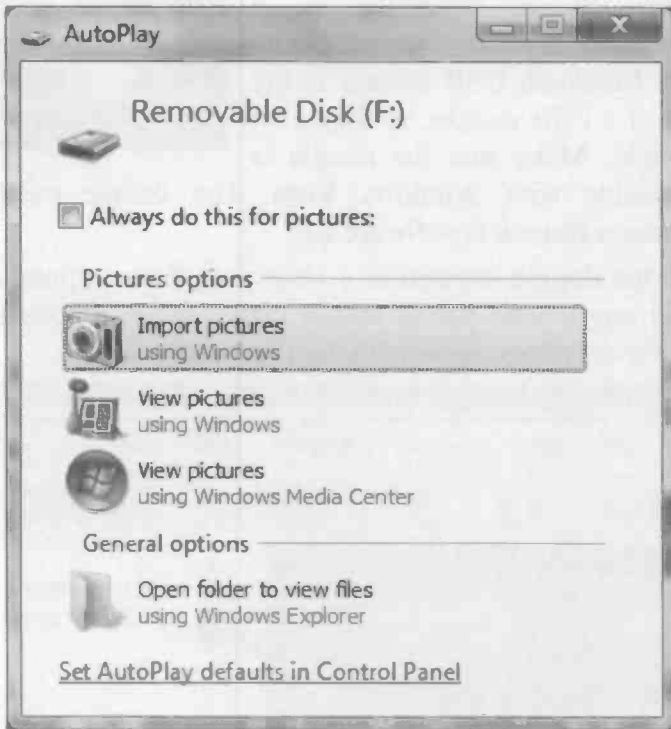 AutoPlay
Removable Disk (F:)
Always do this for pictures:
Pictures options
Import pictures
using Windows
View pictures
using Windows
View pictures
using Windows Media Center
General options
Open folder to view files
using Windows Explorer
Set AutoPlay defaults in Control Panel